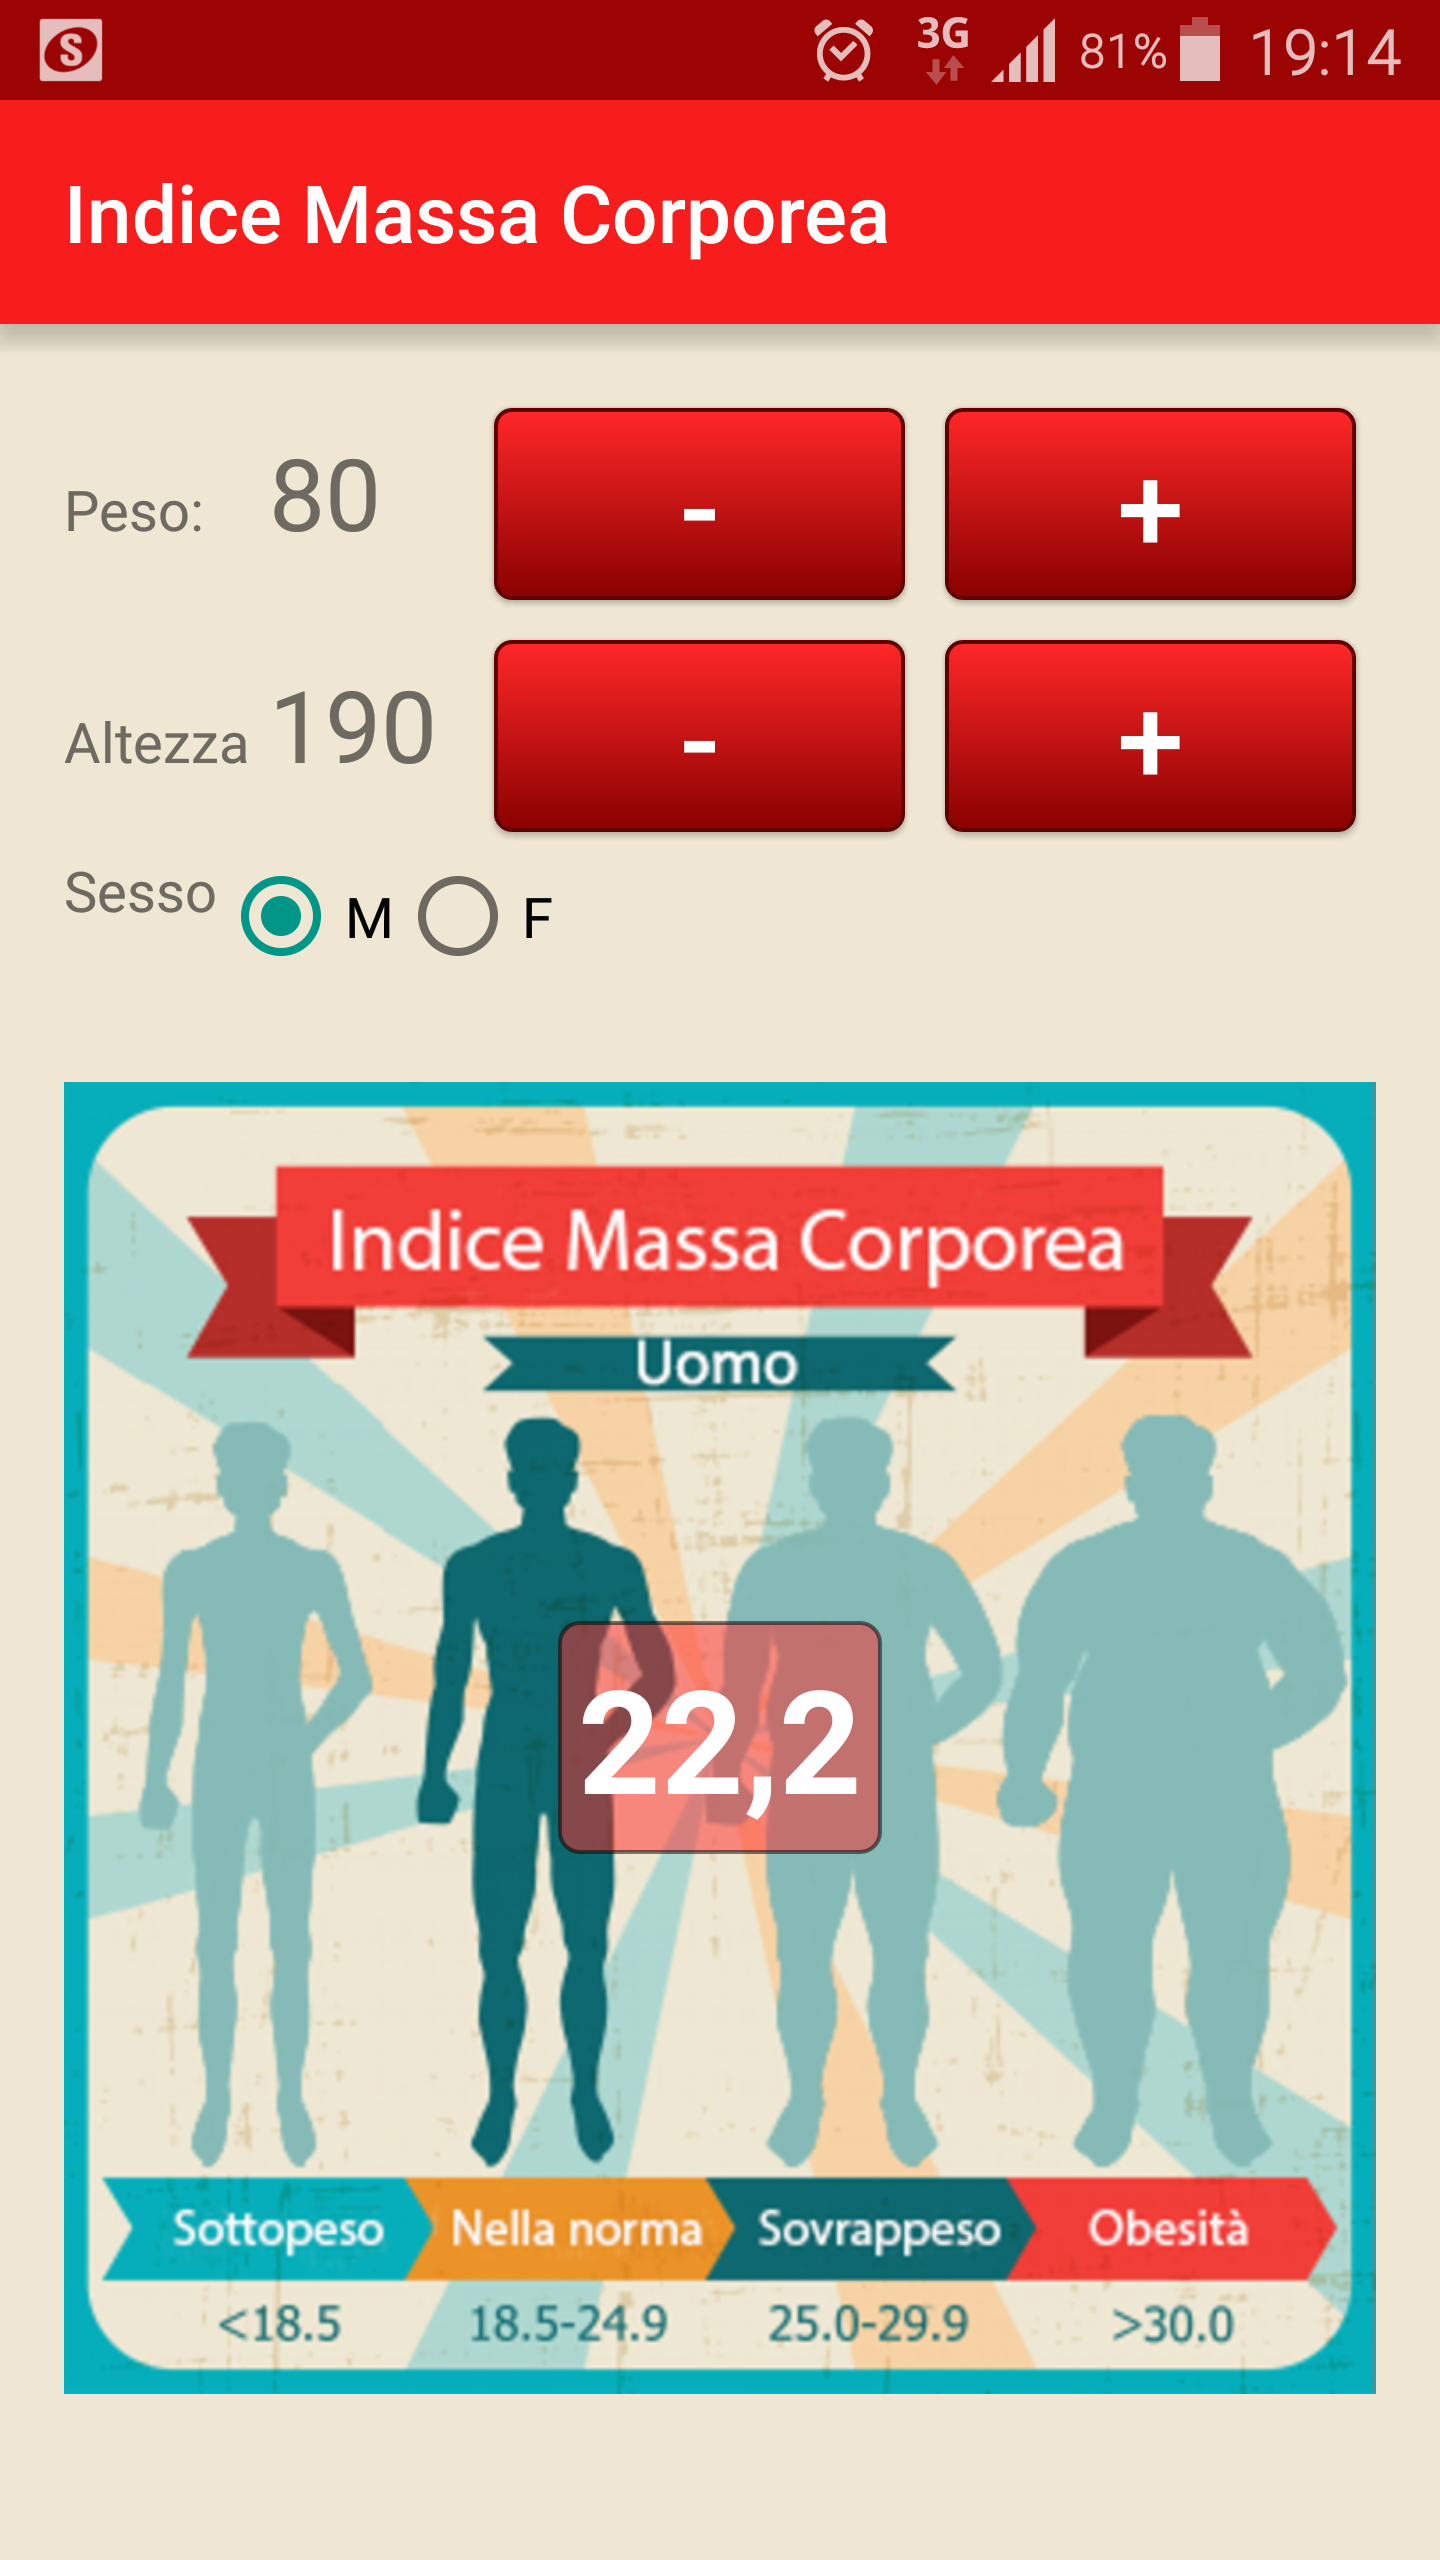 S
3G 81% 19:14
Indice Massa Corporea
Peso: 80 - +
Altezza 190 - +
Sesso M F
Indice Massa Corporea
Uomo
22,2
Sottopeso Nella norma Sovrappeso Obesità
<18.5 18.5-24.9 25.0-29.9 >30.0